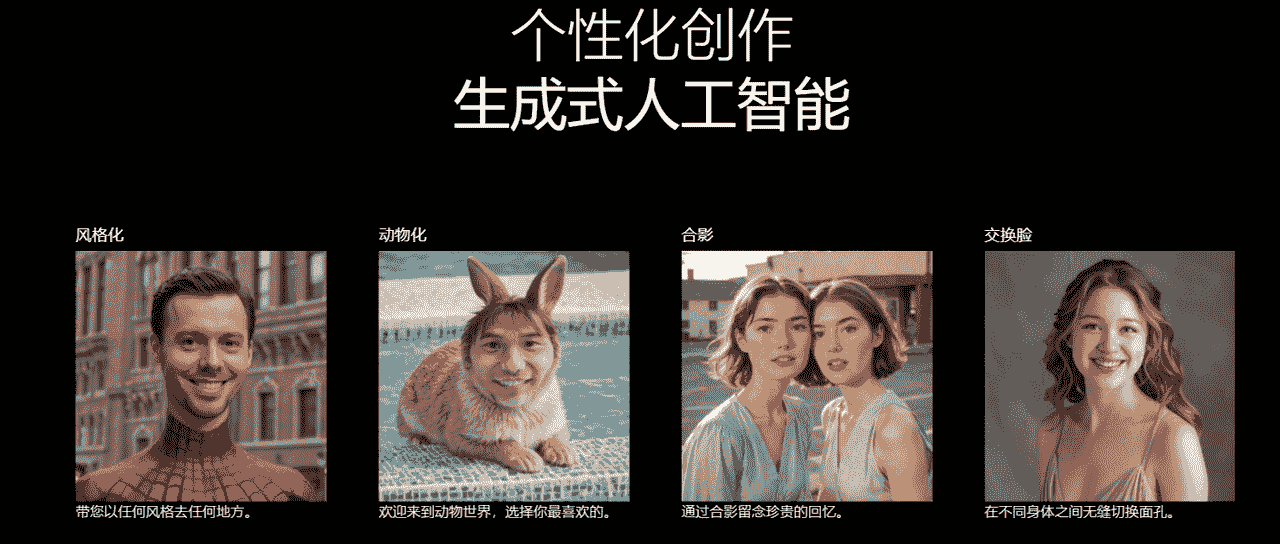 个性化创作
生成式人工智能
风格化
动物化
合影
交换脸
带您以任何风格去任何地方。
欢迎来到动物世界，选择你最喜欢的。
通过合影留念珍贵的回忆。
在不同身体之间无缝切换面孔。